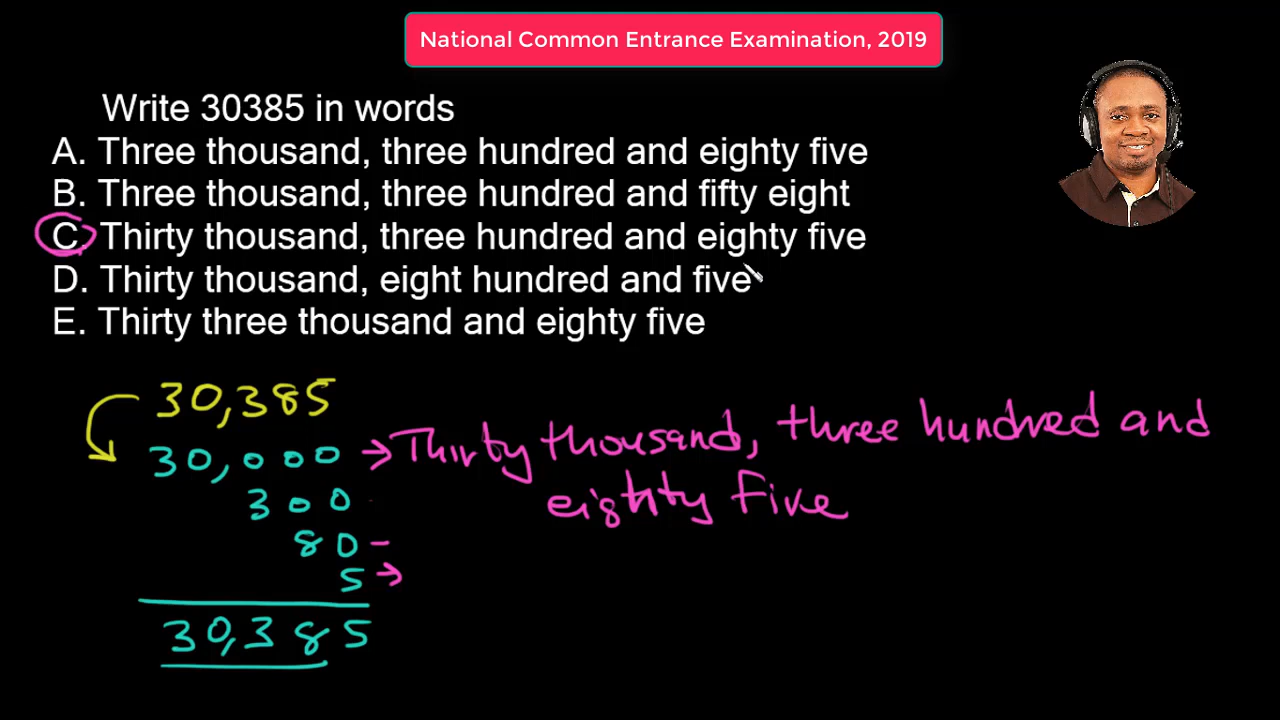 National Common Entrance Examination, 2019
Write 30385 in words
A. Three thousand, three hundred and eighty five
B. Three thousand, three hundred and fifty eight
C. Thirty thousand, three hundred and eighty five
D. Thirty thousand, eight hundred and five
E. Thirty three thousand and eighty five
30,385
30,000 → Thirty thousand, three hundred and
eighty five
300
80 –
5 →
30,385